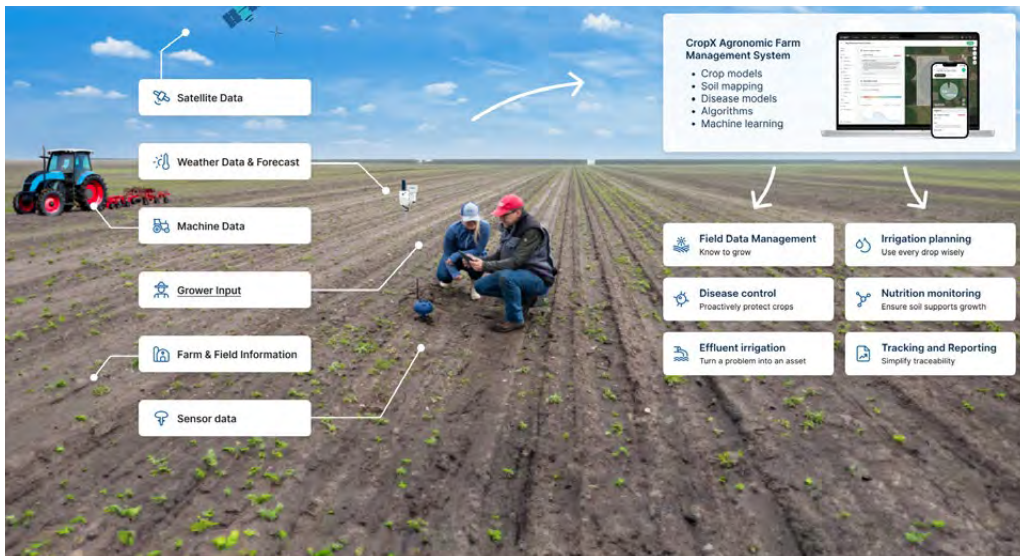 Satellite Data
Weather Data & Forecast
Machine Data
Grower Input
Farm & Field Information
Sensor data
CropX Agronomic Farm
Management System
• Crop models
• Soil mapping
• Disease models
• Algorithms
• Machine learning
Field Data Management
Know to grow
Irrigation planning
Use every drop wisely
Disease control
Proactively protect crops
Nutrition monitoring
Ensure soil supports growth
Effluent irrigation
Turn a problem into an asset
Tracking and Reporting
Simplify traceability